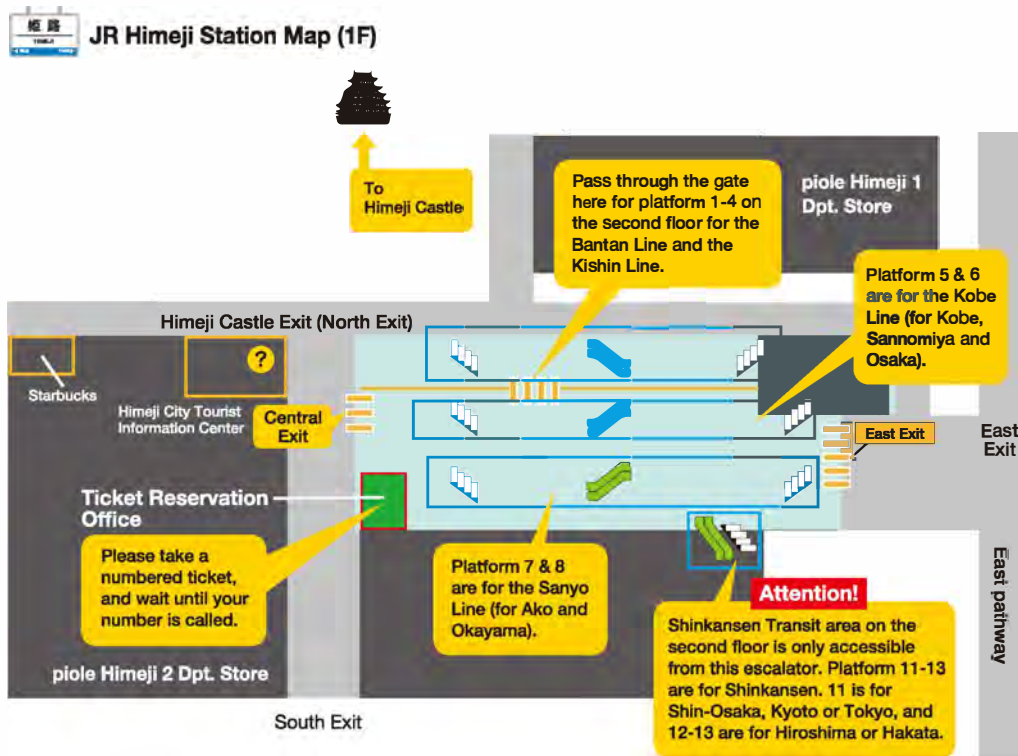 姫路
JR Himeji Station Map (1F)
To
Himeji Castle
Pass through the gate
here for platform 1-4 on
the second floor for the
Bantan Line and the
Kishin Line.
piole Himeji 1
Dpt. Store
Platform 5 & 6
are for the Kobe
Line (for Kobe,
Sannomiya and
Osaka).
Himeji Castle Exit (North Exit)
?
Starbucks
Himeji City Tourist
Information Center
Central
Exit
East Exit
East
Exit
Ticket Reservation
Office
Please take a
numbered ticket,
and wait until your
number is called.
Platform 7 & 8
are for the Sanyo
Line (for Ako and
Okayama).
Attention!
Shinkansen Transit area on the
second floor is only accessible
from this escalator. Platform 11-13
are for Shinkansen. 11 is for
Shin-Osaka, Kyoto or Tokyo, and
12-13 are for Hiroshima or Hakata.
East pathway
piole Himeji 2 Dpt. Store
South Exit